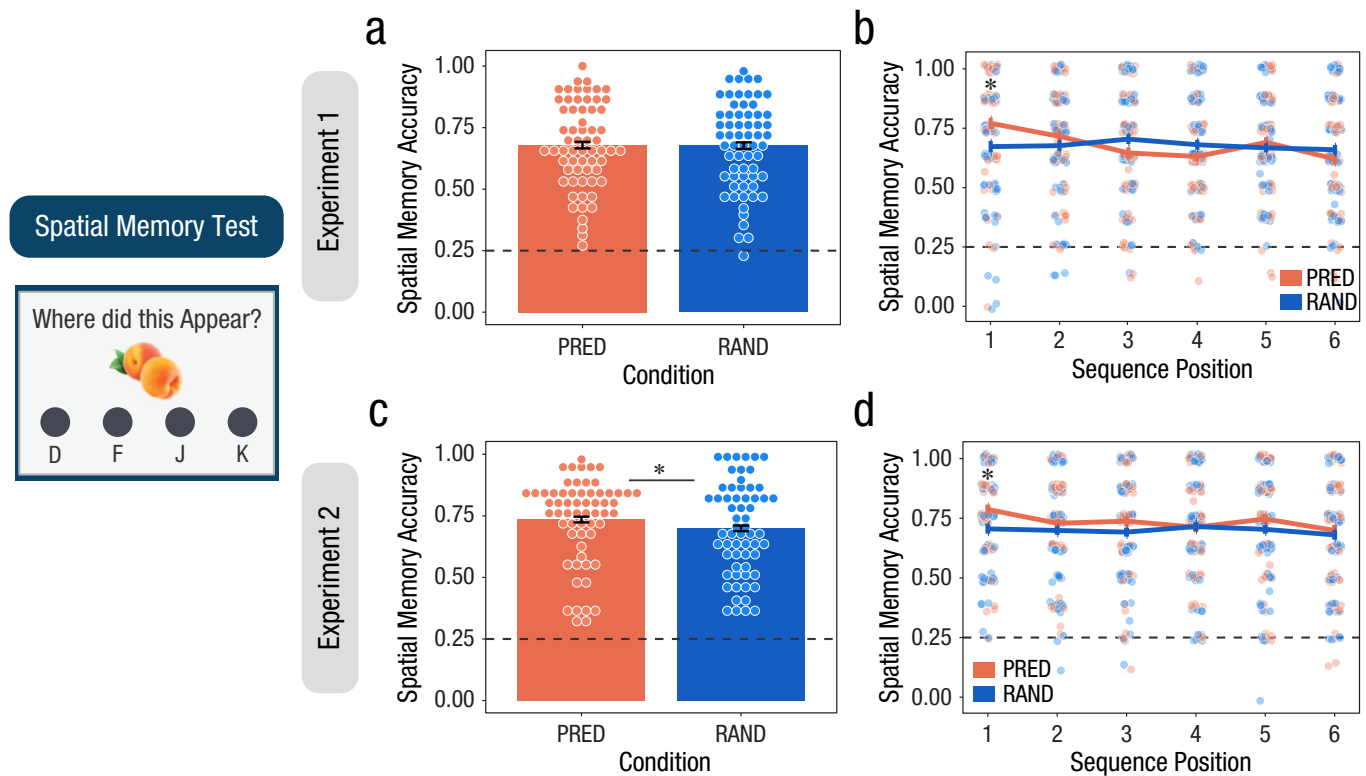 Spatial Memory Test
Where did this Appear?
D F J K
Experiment 1
a
Spatial Memory Accuracy
1.00
0.75
0.50
0.25
0.00
PRED RAND
Condition
b
Spatial Memory Accuracy
1.00
0.75
0.50
0.25
0.00
*
PRED
RAND
1 2 3 4 5 6
Sequence Position
Experiment 2
c
Spatial Memory Accuracy
1.00
0.75
0.50
0.25
0.00
*
PRED RAND
Condition
d
Spatial Memory Accuracy
1.00
0.75
0.50
0.25
0.00
*
PRED
RAND
1 2 3 4 5 6
Sequence Position